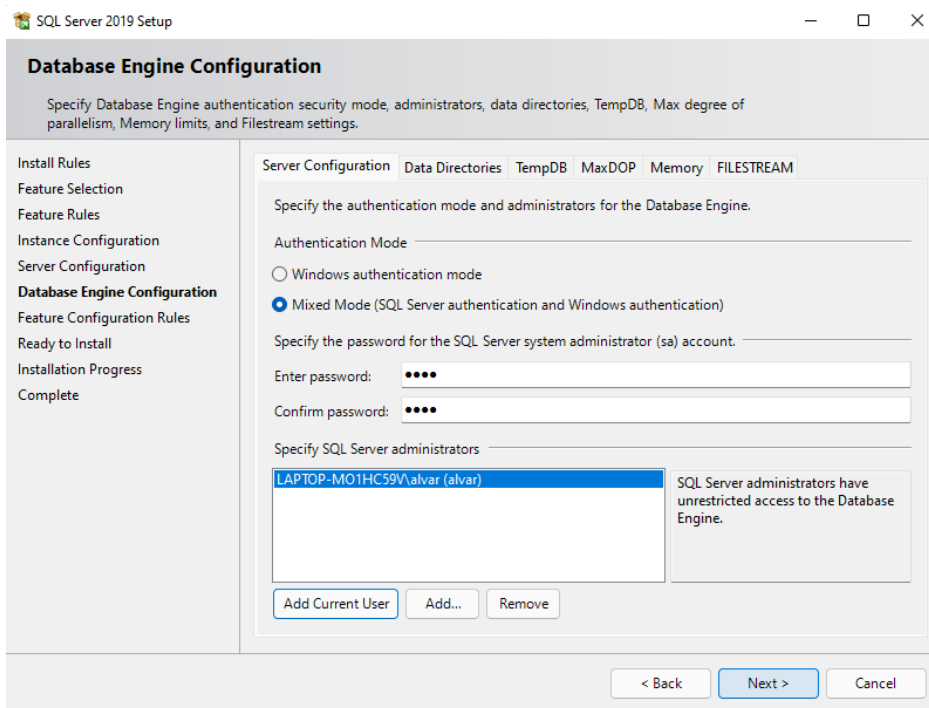 SQL Server 2019 Setup
Database Engine Configuration
Specify Database Engine authentication security mode, administrators, data directories, TempDB, Max degree of
parallelism, Memory limits, and Filestream settings.
Install Rules
Feature Selection
Feature Rules
Instance Configuration
Server Configuration
Database Engine Configuration
Feature Configuration Rules
Ready to Install
Installation Progress
Complete
Server Configuration Data Directories TempDB MaxDOP Memory FILESTREAM
Specify the authentication mode and administrators for the Database Engine.
Authentication Mode
Windows authentication mode
Mixed Mode (SQL Server authentication and Windows authentication)
Specify the password for the SQL Server system administrator (sa) account.
Enter password: ••••
Confirm password: ••••
Specify SQL Server administrators
LAPTOP-MO1HC59V\alvar (alvar)
SQL Server administrators have
unrestricted access to the Database
Engine.
Add Current User Add... Remove
< Back Next > Cancel